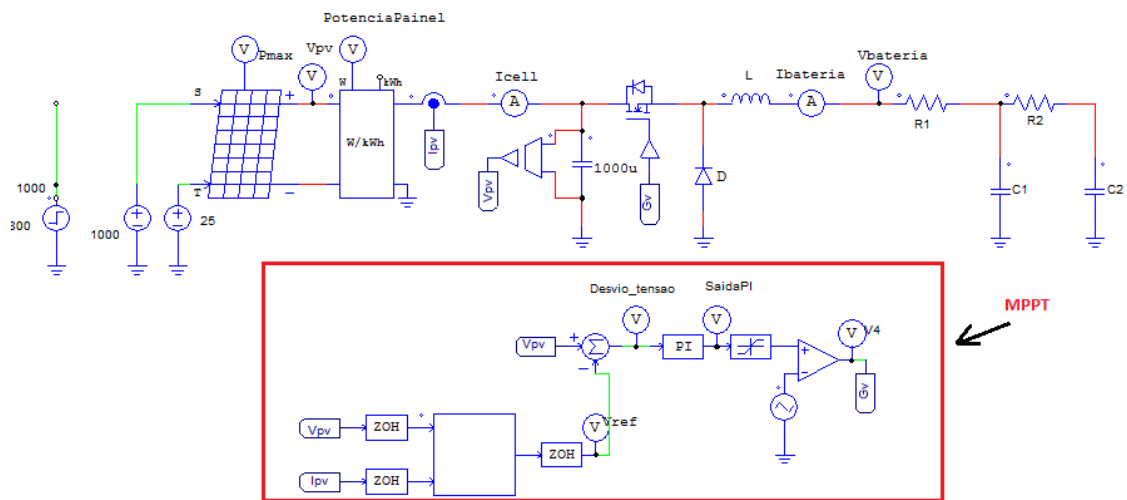 PotenciaPainel
V
Pmax
Vpv
V
V
W
kWh
S
+
W/kWh
T
−
Ipv
Icell
A
Vpv
1000u
Gv
D
L
Ibateria
A
Vbateria
V
R1
R2
C1
C2
1000
300
1000
25
MPPT
Desvio_tensao
V
SaidaPI
V
V
V4
Vpv
+
Σ
−
PI
+
−
Gv
Vpv
ZOH
Ipv
ZOH
ZOH
V
Vref